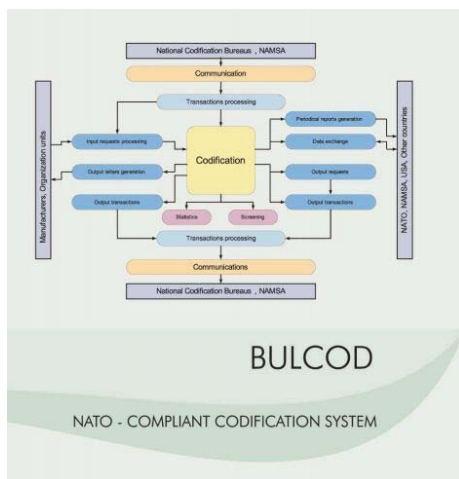 National Codification Bureaus , NAMSA
Communication
Transactions processing
Manufacturers, Organization units
Input requests processing
Output letters generation
Output transactions
Codification
Statistics
Screening
Periodical reports generation
Data exchange
Output requests
Output transactions
NATO, NAMSA, USA, Other countries
Transactions processing
Communications
National Codification Bureaus , NAMSA
BULCOD
NATO - COMPLIANT CODIFICATION SYSTEM